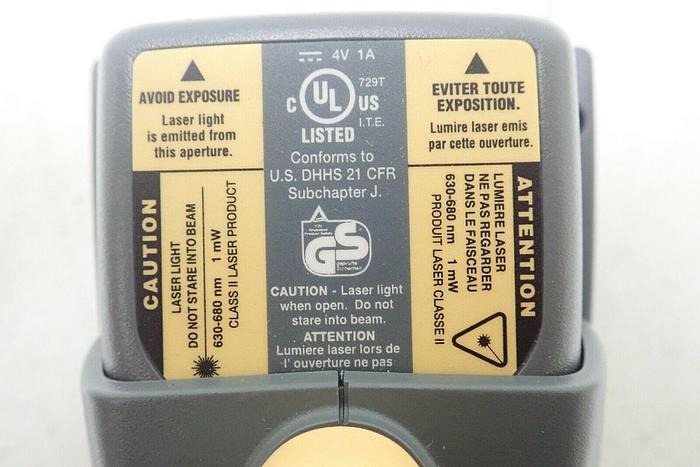 AVOID EXPOSURE
Laser light
is emitted from
this aperture.
CAUTION
LASER LIGHT
DO NOT STARE INTO BEAM
630-680 nm 1 mW
CLASS II LASER PRODUCT
4V 1A
C UL US
729T
I.T.E.
LISTED
Conforms to
U.S. DHHS 21 CFR
Subchapter J.
GS
geprüfte
Sicherheit
CAUTION - Laser light
when open. Do not
stare into beam.
ATTENTION
Lumiere laser lors de
l' ouverture ne pas
EVITER TOUTE
EXPOSITION.
Lumire laser emis
par cette ouverture.
ATTENTION
LUMIERE LASER
NE PAS REGARDER
DANS LE FAISCEAU
630-680 nm 1 mW
PRODUIT LASER CLASSE II